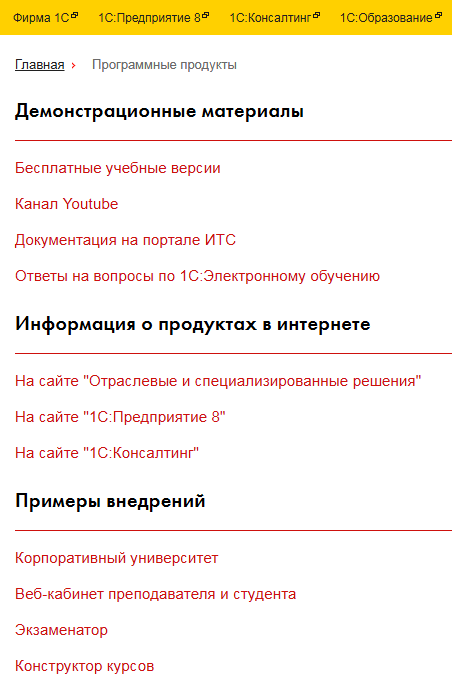 Фирма 1С 1С:Предприятие 8 1С:Консалтинг 1С:Образование
Главная › Программные продукты
Демонстрационные материалы
Бесплатные учебные версии
Канал Youtube
Документация на портале ИТС
Ответы на вопросы по 1С:Электронному обучению
Информация о продуктах в интернете
На сайте "Отраслевые и специализированные решения"
На сайте "1С:Предприятие 8"
На сайте "1С:Консалтинг"
Примеры внедрений
Корпоративный университет
Веб-кабинет преподавателя и студента
Экзаменатор
Конструктор курсов